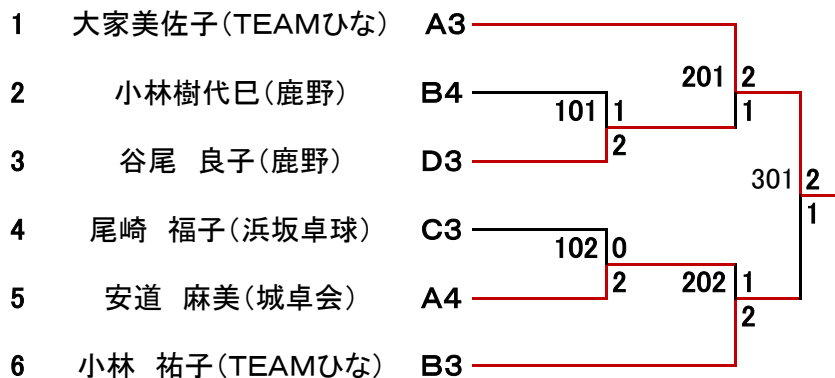 1 大家美佐子(TEAMひな) A3
201 2
2 小林樹代巳(鹿野) B4
101 1 1
2
3 谷尾 良子(鹿野) D3
301 2
1
4 尾崎 福子(浜坂卓球) C3
102 0
2 202 1
5 安道 麻美(城卓会) A4
2
6 小林 祐子(TEAMひな) B3